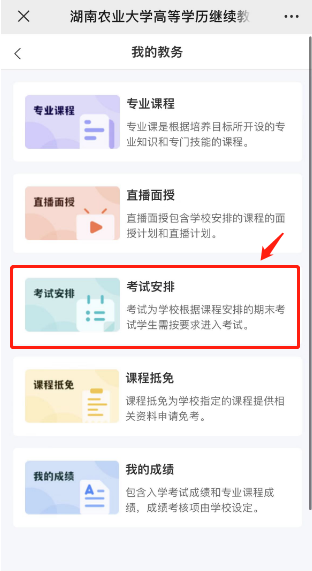 湖南农业大学高等学历继续教
我的教务
专业课程
专业课程
专业课是根据培养目标所开设的专
业知识和专门技能的课程。
直播面授
直播面授
直播面授包含学校安排的课程的面
授计划和直播计划。
考试安排
考试安排
考试为学校根据课程安排的期末考
试学生需按要求进入考试。
课程抵免
课程抵免
课程抵免为学校指定的课程提供相
关资料申请免考。
我的成绩
我的成绩
包含入学考试成绩和专业课程成
绩，成绩考核项由学校设定。